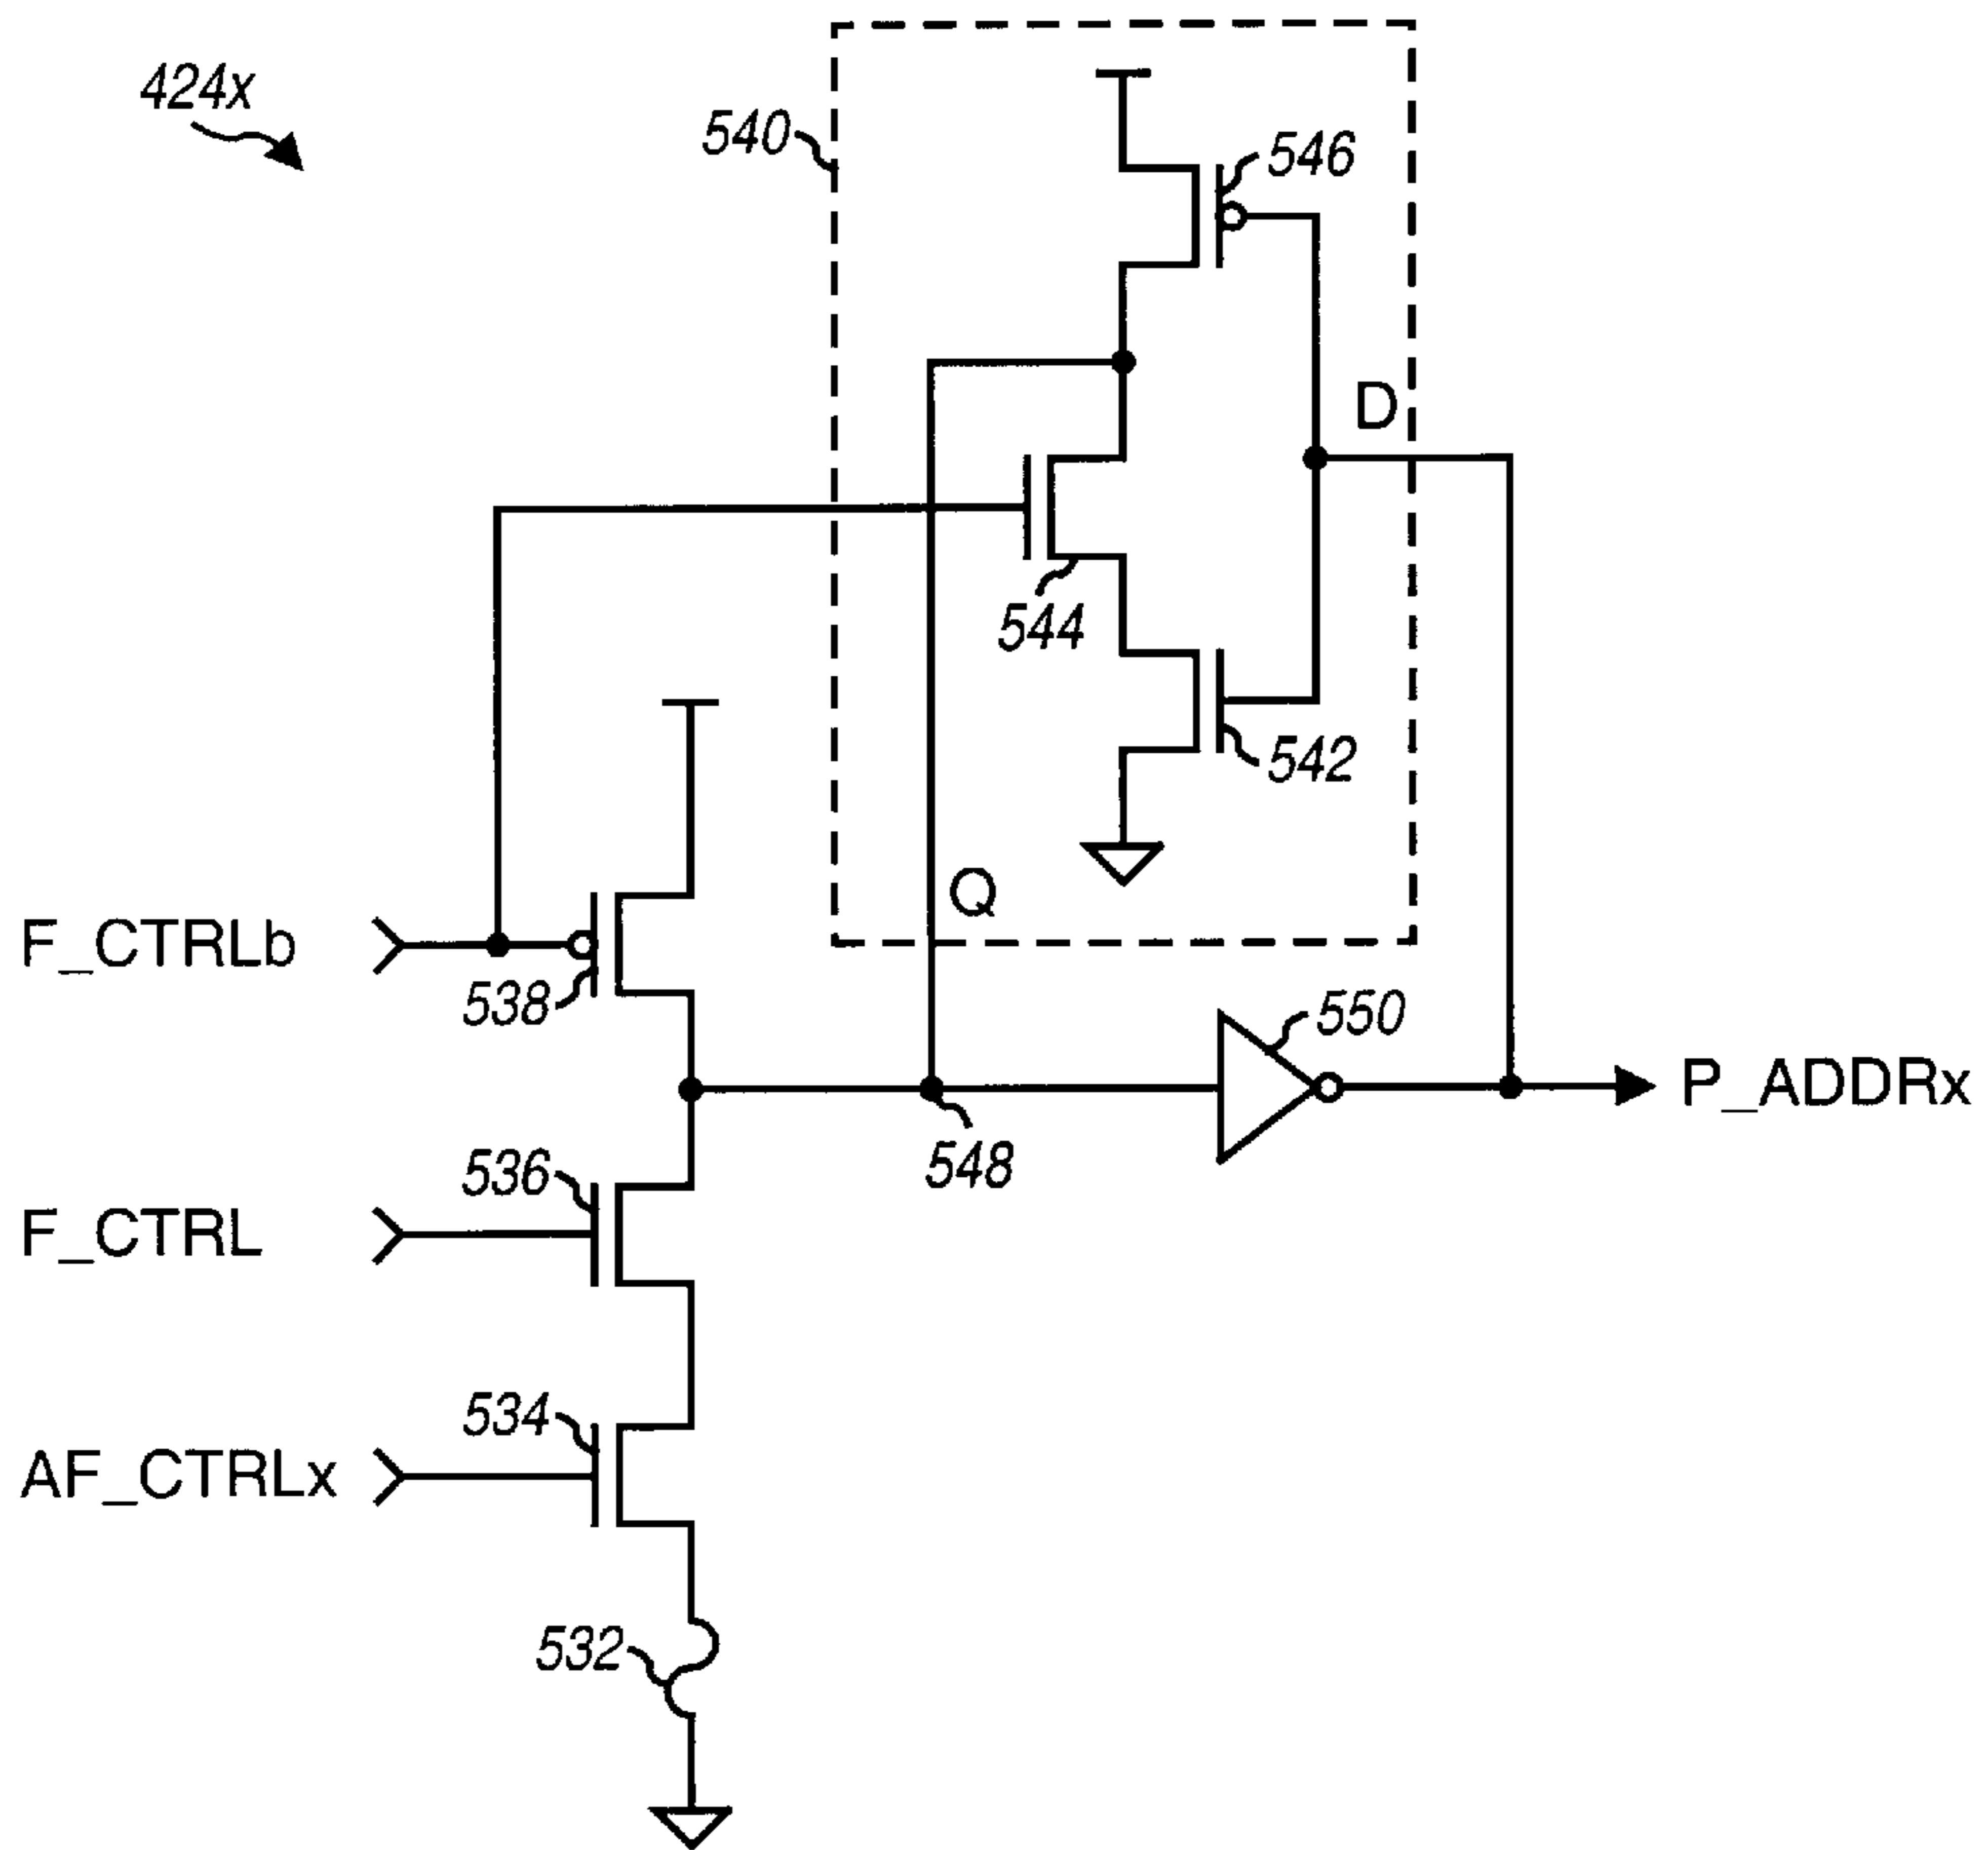 424x
540
546
D
544
542
Q
F_CTRLb
538
550
P_ADDRx
548
536
F_CTRL
534
AF_CTRLx
532